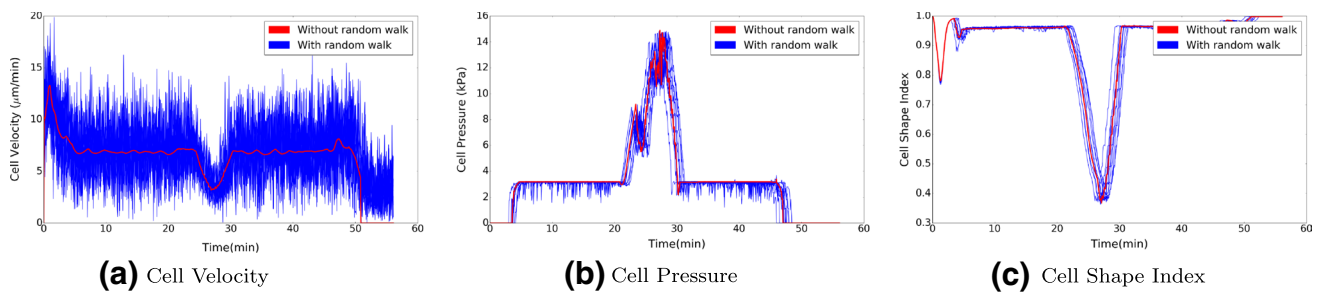 Cell Velocity (μm/min)
20
15
10
5
0
0 10 20 30 40 50 60
Time(min)
Without random walk
With random walk
(a) Cell Velocity
Cell Pressure (kPa)
16
14
12
10
8
6
4
2
0
0 10 20 30 40 50 60
Time(min)
Without random walk
With random walk
(b) Cell Pressure
Cell Shape Index
1.0
0.9
0.8
0.7
0.6
0.5
0.4
0.3
0 10 20 30 40 50 60
Time(min)
Without random walk
With random walk
(c) Cell Shape Index